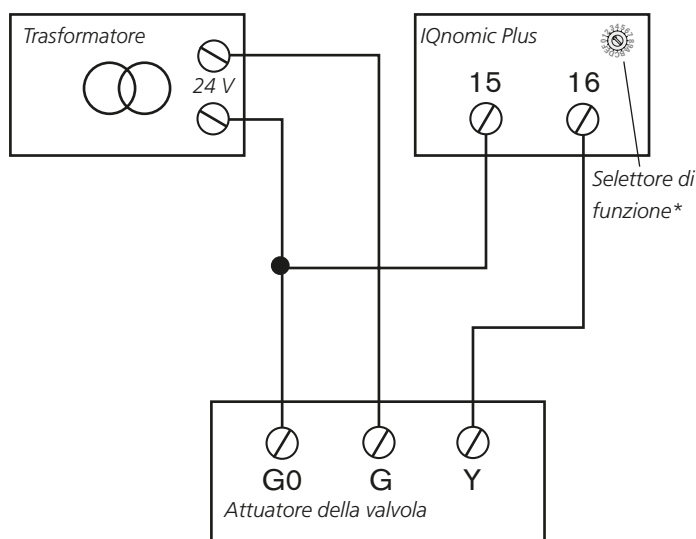 Trasformatore
24 V
IQnomic Plus
15 16
Selettore di
funzione*
G0 G Y
Attuatore della valvola